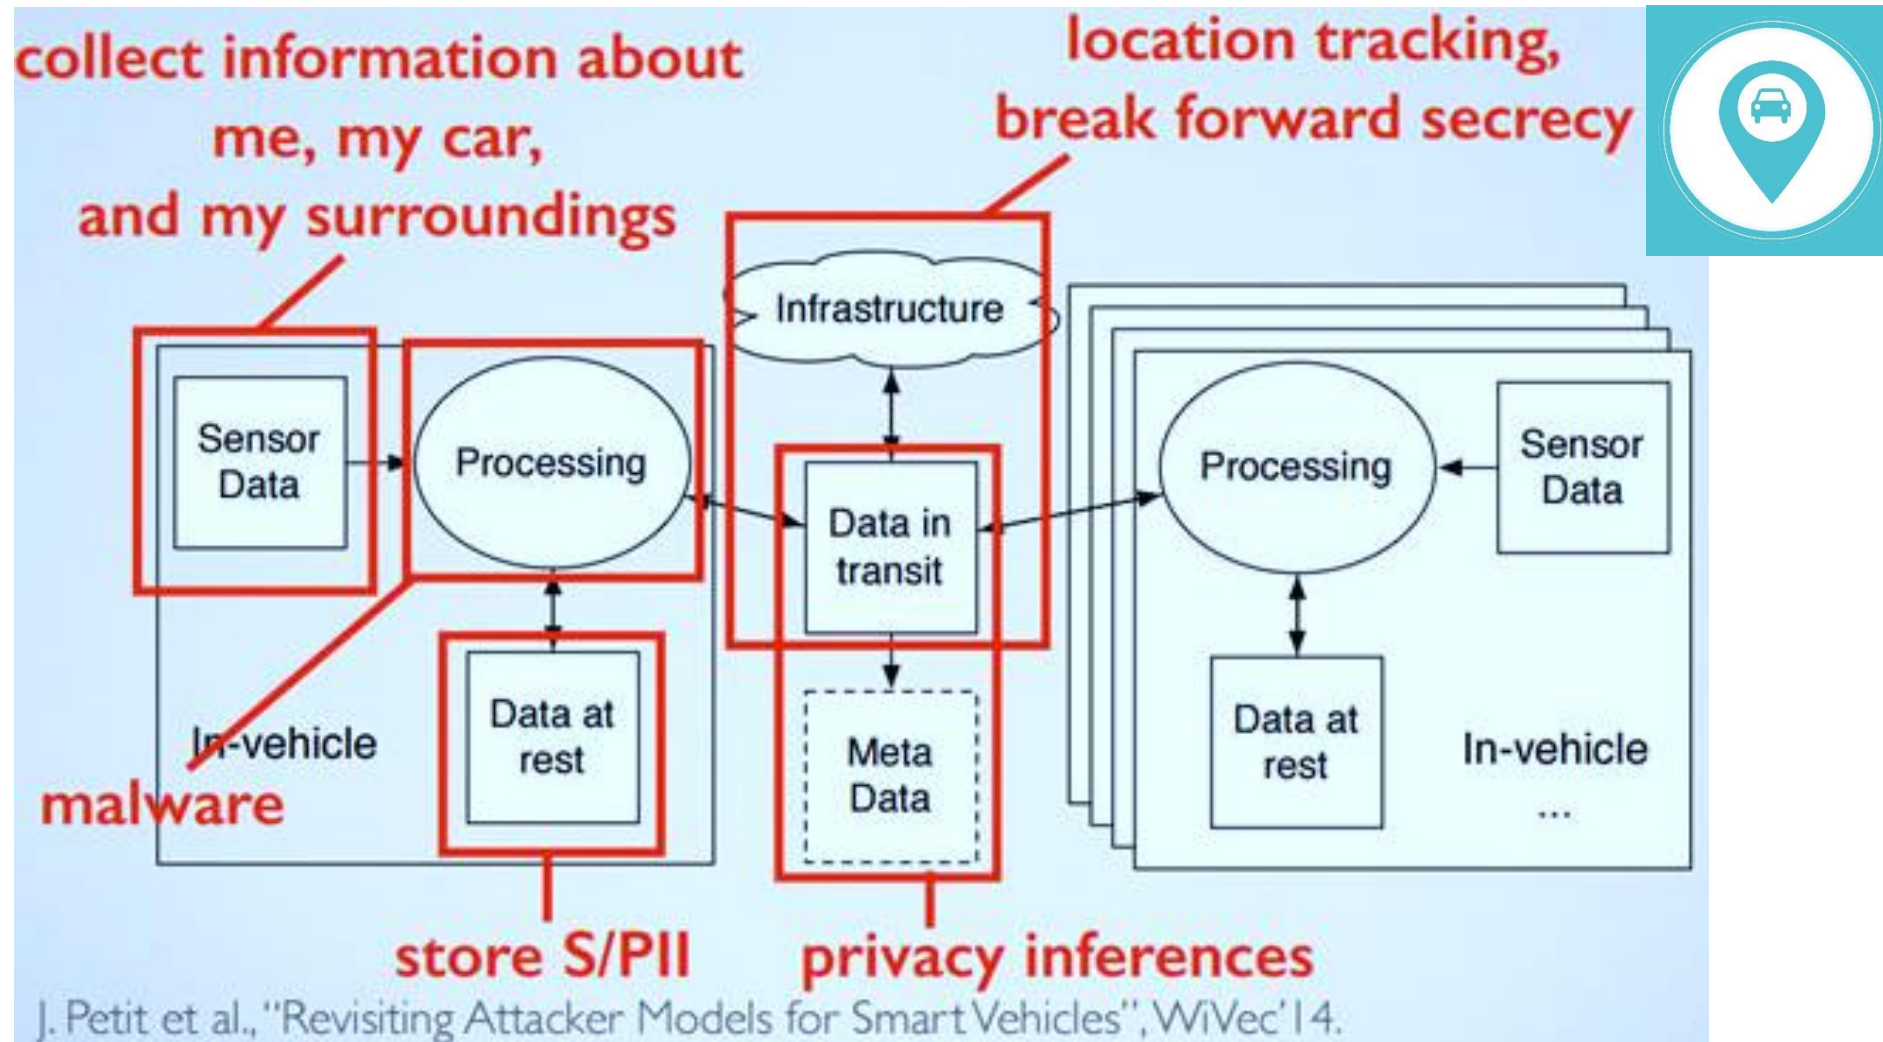 collect information about
me, my car,
and my surroundings
location tracking,
break forward secrecy
Infrastructure
Sensor
Data
Processing
Data in
transit
Processing
Sensor
Data
In-vehicle
Data at
rest
Meta
Data
Data at
rest
In-vehicle
...
malware
store S/PII
privacy inferences
J. Petit et al., “Revisiting Attacker Models for Smart Vehicles”, WiVec’14.